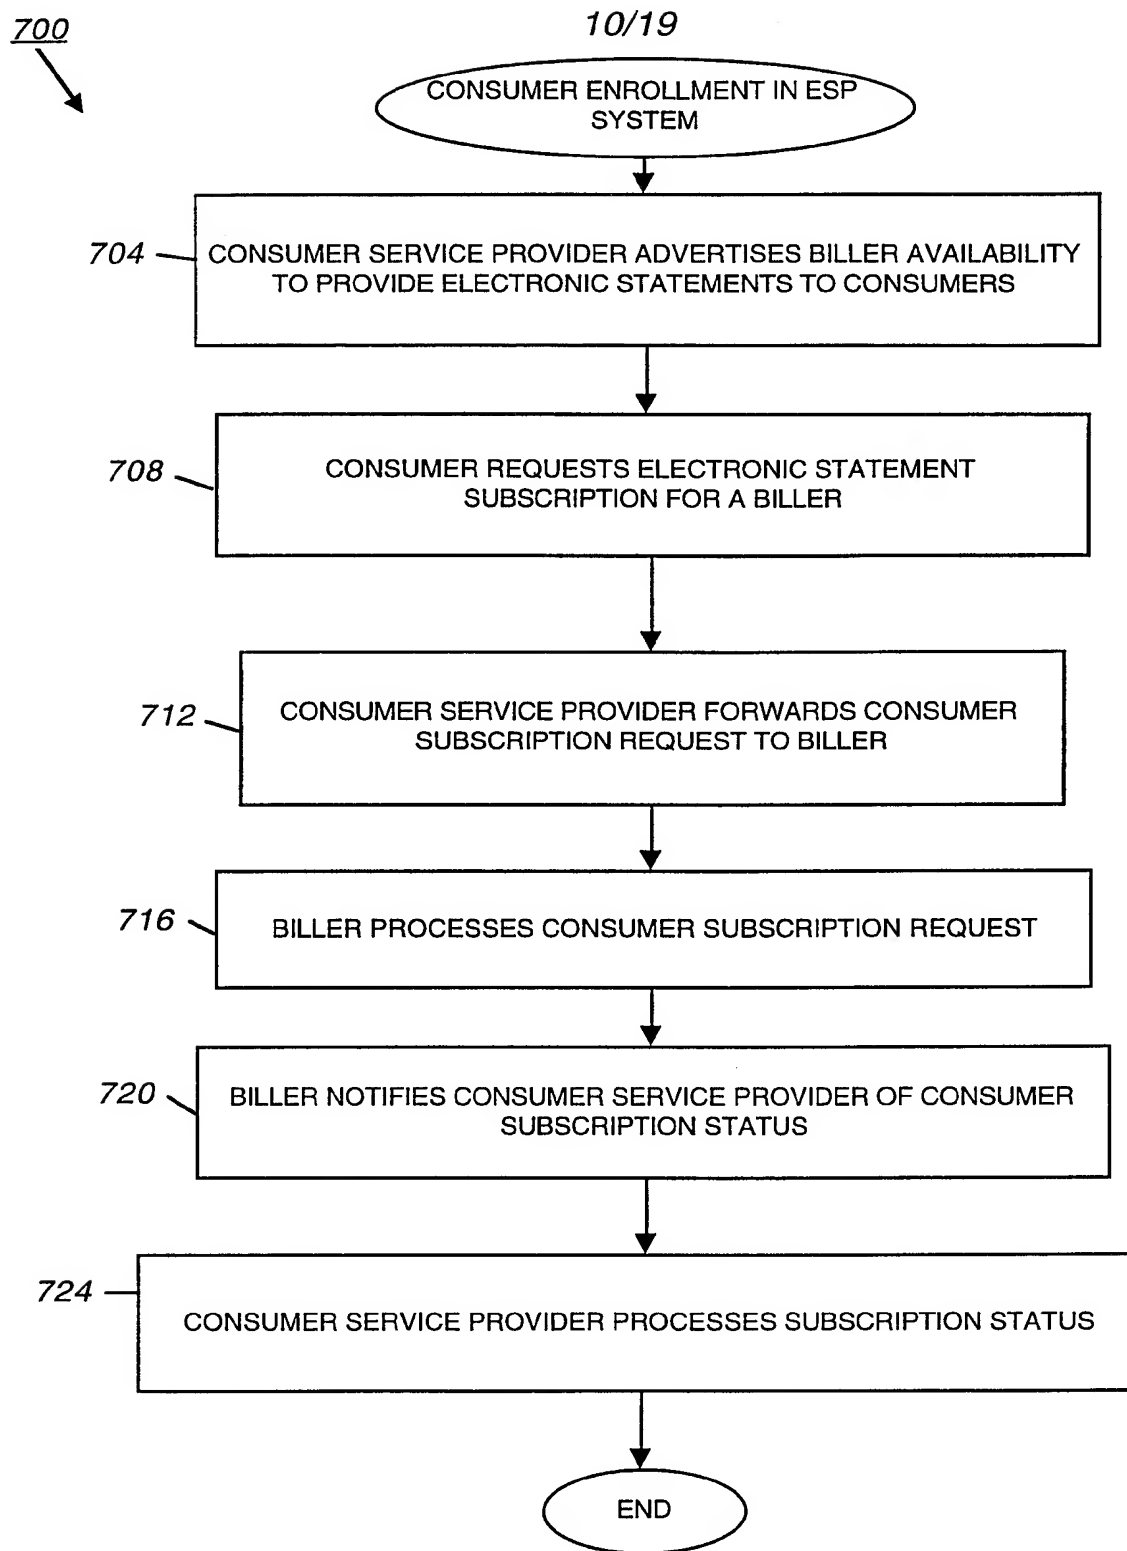 700
10/19
CONSUMER ENROLLMENT IN ESP
SYSTEM
704
CONSUMER SERVICE PROVIDER ADVERTISES BILLER AVAILABILITY
TO PROVIDE ELECTRONIC STATEMENTS TO CONSUMERS
708
CONSUMER REQUESTS ELECTRONIC STATEMENT
SUBSCRIPTION FOR A BILLER
712
CONSUMER SERVICE PROVIDER FORWARDS CONSUMER
SUBSCRIPTION REQUEST TO BILLER
716
BILLER PROCESSES CONSUMER SUBSCRIPTION REQUEST
720
BILLER NOTIFIES CONSUMER SERVICE PROVIDER OF CONSUMER
SUBSCRIPTION STATUS
724
CONSUMER SERVICE PROVIDER PROCESSES SUBSCRIPTION STATUS
END